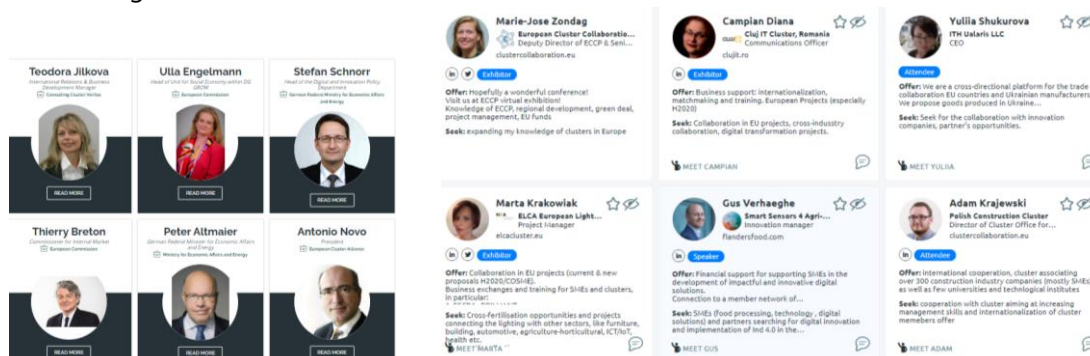 Teodora Jilkova
International Relations & Business
Development Manager
Consulting Cluster Veritas
READ MORE
Ulla Engelmann
Head of Unit for Social Economy within DG
GROW
European Commission
READ MORE
Stefan Schnorr
Head of the Digital and Innovation Policy
Department
German Federal Ministry for Economic Affairs
and Energy
READ MORE
Thierry Breton
Commissioner for Internal Market
European Commission
READ MORE
Peter Altmaier
German Federal Minister for Economic Affairs
and Energy
Ministry for Economic Affairs and Energy
READ MORE
Antonio Novo
President
European Cluster Alliance
READ MORE
Marie-Jose Zondag
European Cluster Collaboratio...
Deputy Director of ECCP & Seni...
clustercollaboration.eu
Exhibitor
Offer: Hopefully a wonderful conference!
Visit us at ECCP virtual exhibition!
Knowledge of ECCP, regional development, green deal,
project management, EU funds
Seek: expanding my knowledge of clusters in Europe
Campian Diana
Cluj IT Cluster, Romania
Communications Officer
clujit.ro
Exhibitor
Offer: Business support: internationalization,
matchmaking and training. European Projects (especially
H2020)
Seek: Collaboration in EU projects, cross-indusstry
collaboration, digital transformation projects.
MEET CAMPIAN
Yuliia Shukurova
ITH Ualaris LLC
CEO
Attendee
Offer: We are a cross-directional platform for the trade
collaboration EU countries and Ukrainian manufacturers
We propose goods produced in Ukraine...
Seek: Seek for the collaboration with innovation
companies, partner's opportunities.
MEET YULIIA
Marta Krakowiak
ELCA European Light...
Project Manager
elcacluster.eu
Exhibitor
Offer: Collaboration in EU projects (current & new
proposals H2020/COSME).
Business exchanges and training for SMEs and clusters,
in particular:
Seek: Cross-fertilisation opportunities and projects
connecting the lighting with other sectors, like furniture,
building, automotive, agriculture-horticultural, ICT/IoT,
health etc.
MEET MARTA
Gus Verhaeghe
Smart Sensors 4 Agri-...
Innovation manager
flandersfood.com
Speaker
Offer: Financial support for supporting SMEs in the
development of impactful and innovative digital
solutions.
Connection to a member network of...
Seek: SMEs (food processing, technology , digital
solutions) and partners searching for digital innovation
and implementation of 4.0 in the...
MEET GUS
Adam Krajewski
Polish Construction Cluster
Director of Cluster Office for...
clustercollaboration.eu
Attendee
Offer: international cooperation, cluster associating
over 300 construction industry companies (mostly SMEs
as well as few universities and technlogical institutes
Seek: cooperation with cluster aiming at increasing
management skills and internationalization of cluster
memebers offer
MEET ADAM